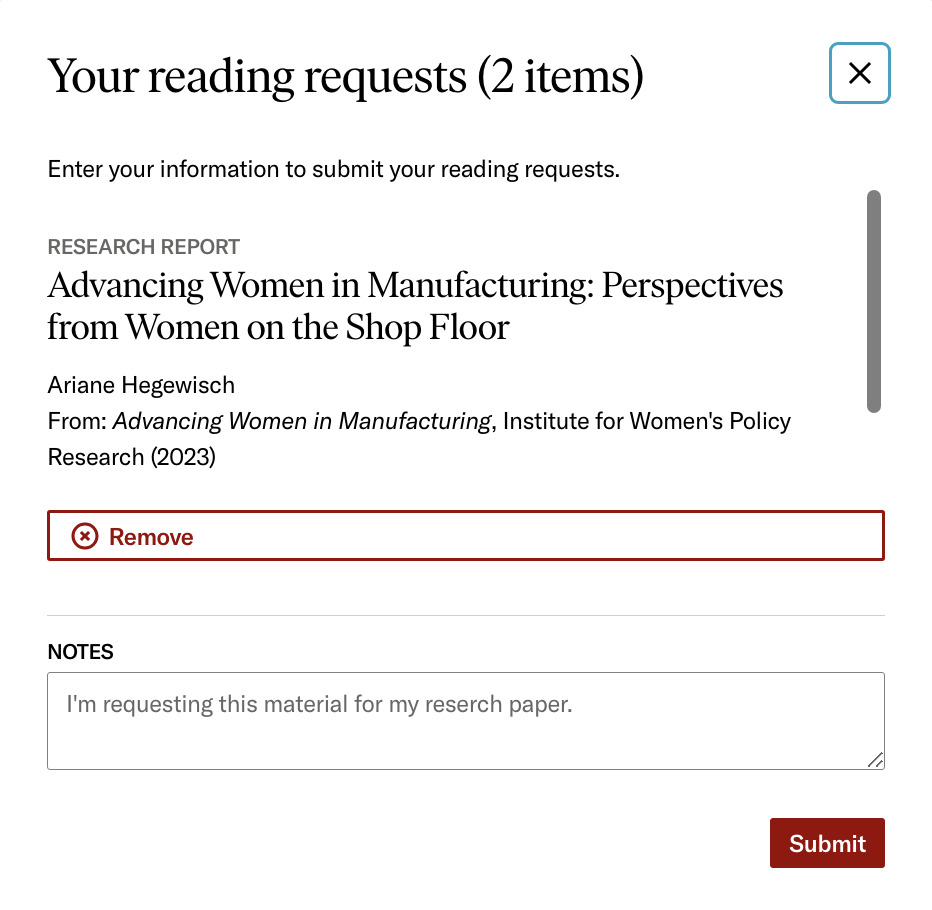 Your reading requests (2 items)
Enter your information to submit your reading requests.
RESEARCH REPORT
Advancing Women in Manufacturing: Perspectives
from Women on the Shop Floor
Ariane Hegewisch
From: Advancing Women in Manufacturing, Institute for Women's Policy
Research (2023)
Remove
NOTES
I'm requesting this material for my reserch paper.
Submit